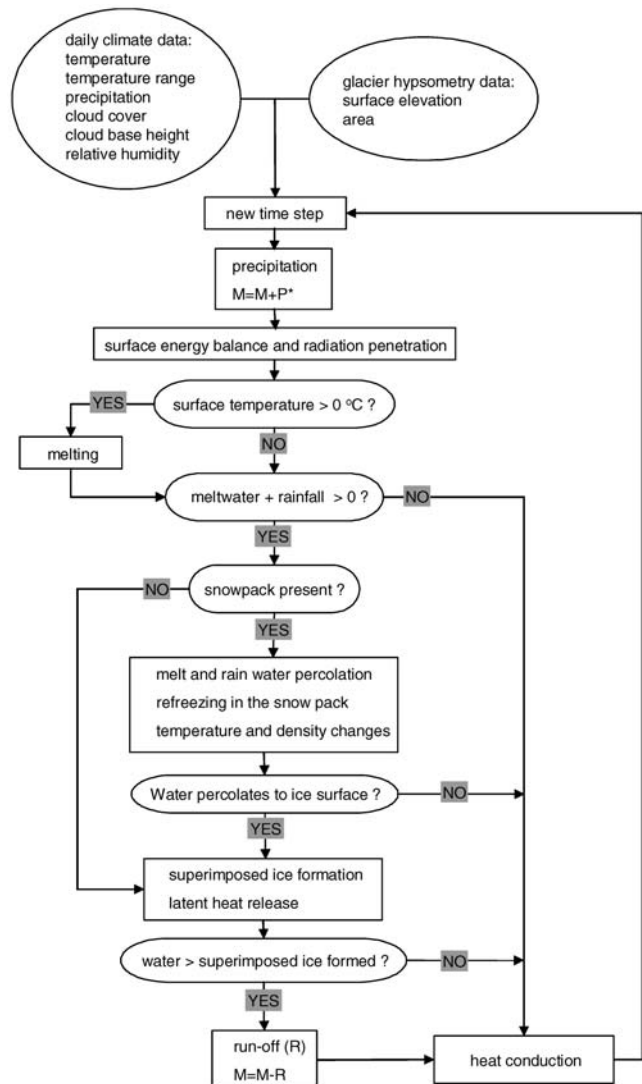 daily climate data:
temperature
temperature range
precipitation
cloud cover
cloud base height
relative humidity
glacier hypsometry data:
surface elevation
area
new time step
precipitation
M=M+P*
surface energy balance and radiation penetration
YES
surface temperature > 0 ºC ?
melting
NO
meltwater + rainfall > 0 ?
NO
YES
NO
snowpack present ?
YES
melt and rain water percolation
refreezing in the snow pack
temperature and density changes
Water percolates to ice surface ?
NO
YES
superimposed ice formation
latent heat release
water > superimposed ice formed ?
NO
YES
run-off (R)
M=M-R
heat conduction